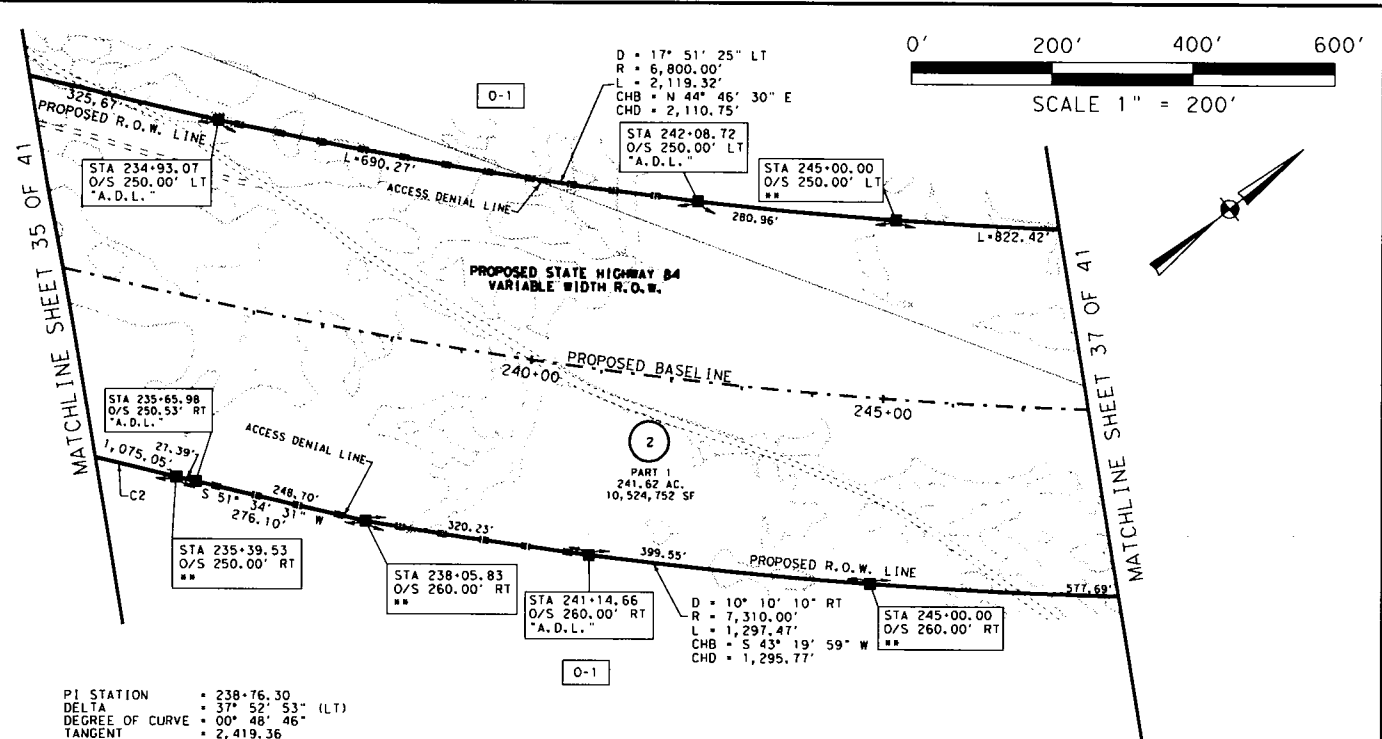 0' 200' 400' 600'
SCALE 1" = 200'
D = 17° 51' 25" LT
R = 6,800.00'
L = 2,119.32'
CHB = N 44° 46' 30" E
CHD = 2,110.75'
O-1
325.67'
PROPOSED R.O.W. LINE
STA 234+93.07
O/S 250.00' LT
"A.D.L."
L=690.27'
ACCESS DENIAL LINE
STA 242+08.72
O/S 250.00' LT
"A.D.L."
STA 245+00.00
O/S 250.00' LT
**
280.96'
L=822.42'
MATCHLINE SHEET 35 OF 41
MATCHLINE SHEET 37 OF 41
PROPOSED STATE HIGHWAY 84
VARIABLE WIDTH R.O.W.
PROPOSED BASELINE
240+00
245+00
STA 235+65.98
O/S 250.53' RT
"A.D.L."
1,075.05'
27.39'
C2
ACCESS DENIAL LINE
248.70'
S 51° 34' 31" W
276.10'
2
PART 1
241.62 AC.
10,524,752 SF
STA 235+39.53
O/S 250.00' RT
**
STA 238+05.83
O/S 260.00' RT
**
320.23'
STA 241+14.66
O/S 260.00' RT
"A.D.L."
399.55'
PROPOSED R.O.W. LINE
577.69'
D = 10° 10' 10" RT
R = 7,310.00'
L = 1,297.47'
CHB = S 43° 19' 59" W
CHD = 1,295.77'
STA 245+00.00
O/S 260.00' RT
**
O-1
PI STATION = 238+76.30
DELTA = 37° 52' 53" (LT)
DEGREE OF CURVE = 00° 48' 46"
TANGENT = 2,419.36